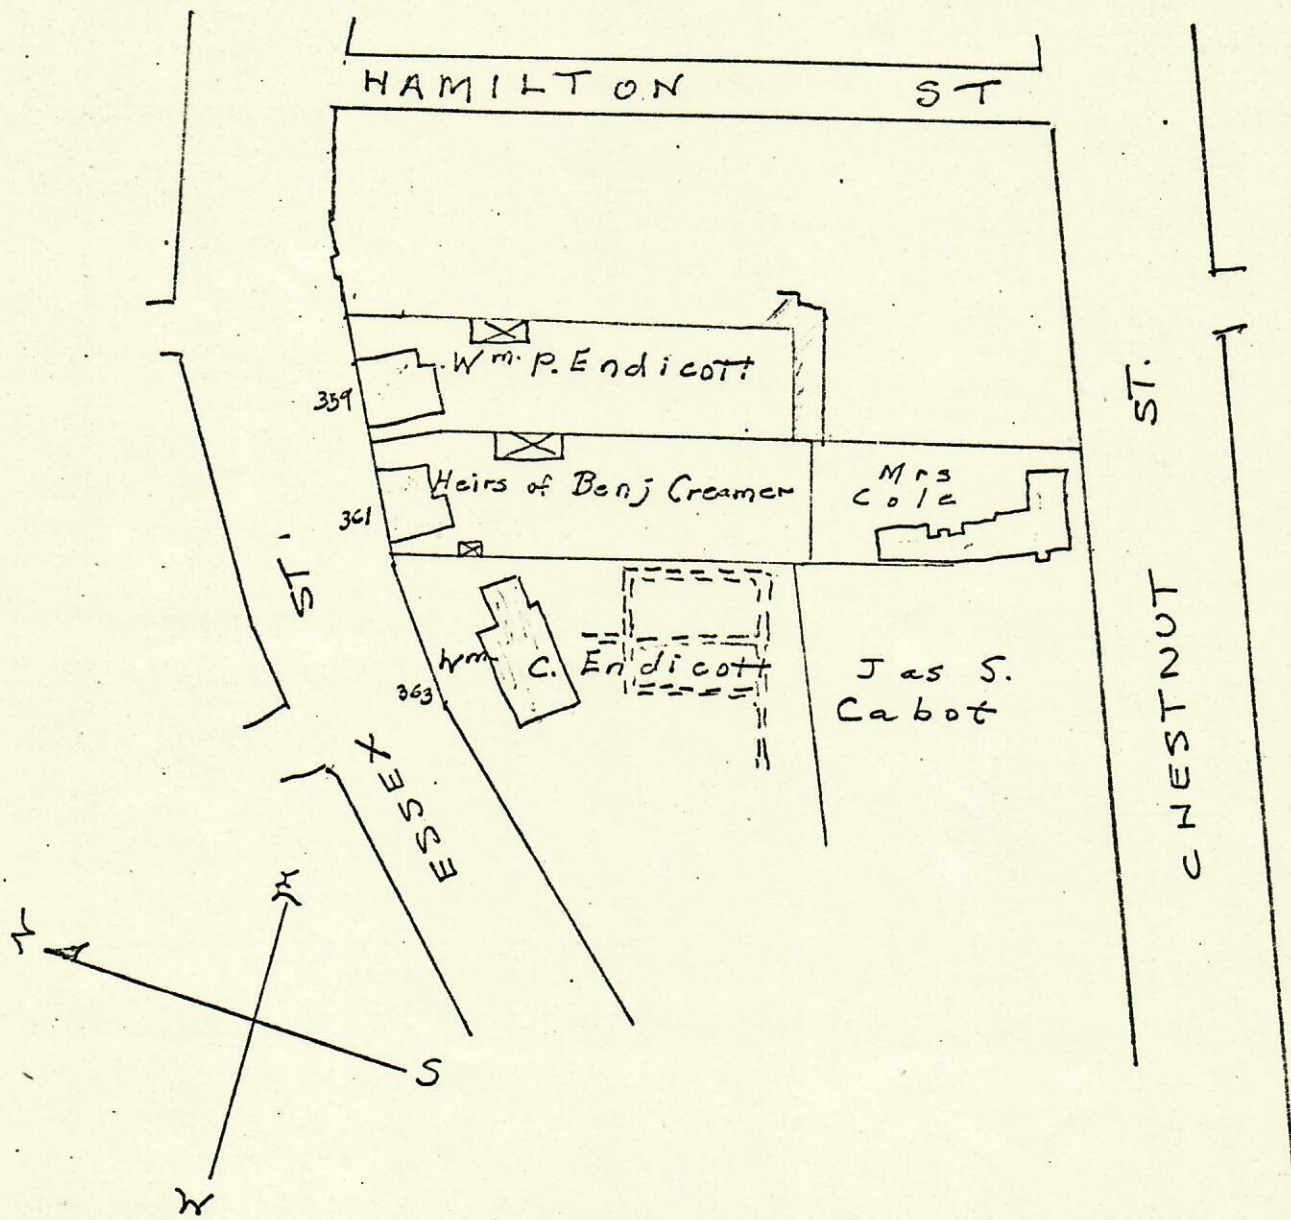 HAMILTON ST
Wm. P. Endicott
359
Heirs of Benj Creamer
361
Mrs
Cole
Wm. C. Endicott
363
Jas S.
Cabot
ESSEX ST.
CHESTNUT ST.
N
E
S
W